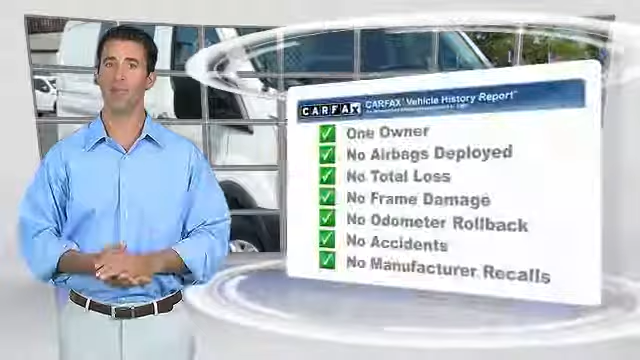 CARFAX CARFAX Vehicle History Report™
One Owner
No Airbags Deployed
No Total Loss
No Frame Damage
No Odometer Rollback
No Accidents
No Manufacturer Recalls